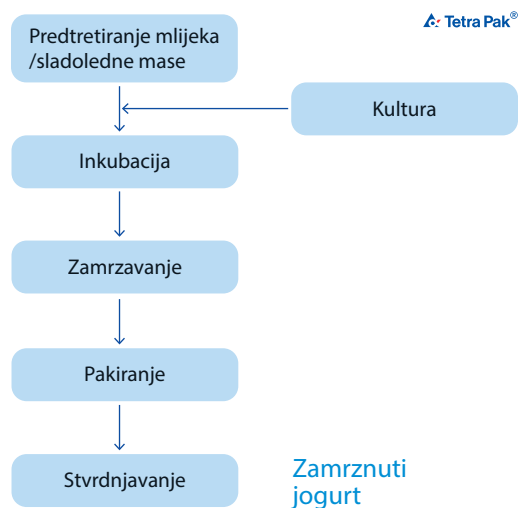 Tetra Pak®
Predtretiranje mlijeka
/sladoledne mase
Kultura
Inkubacija
Zamrzavanje
Pakiranje
Stvrdnjavanje
Zamrznuti
jogurt